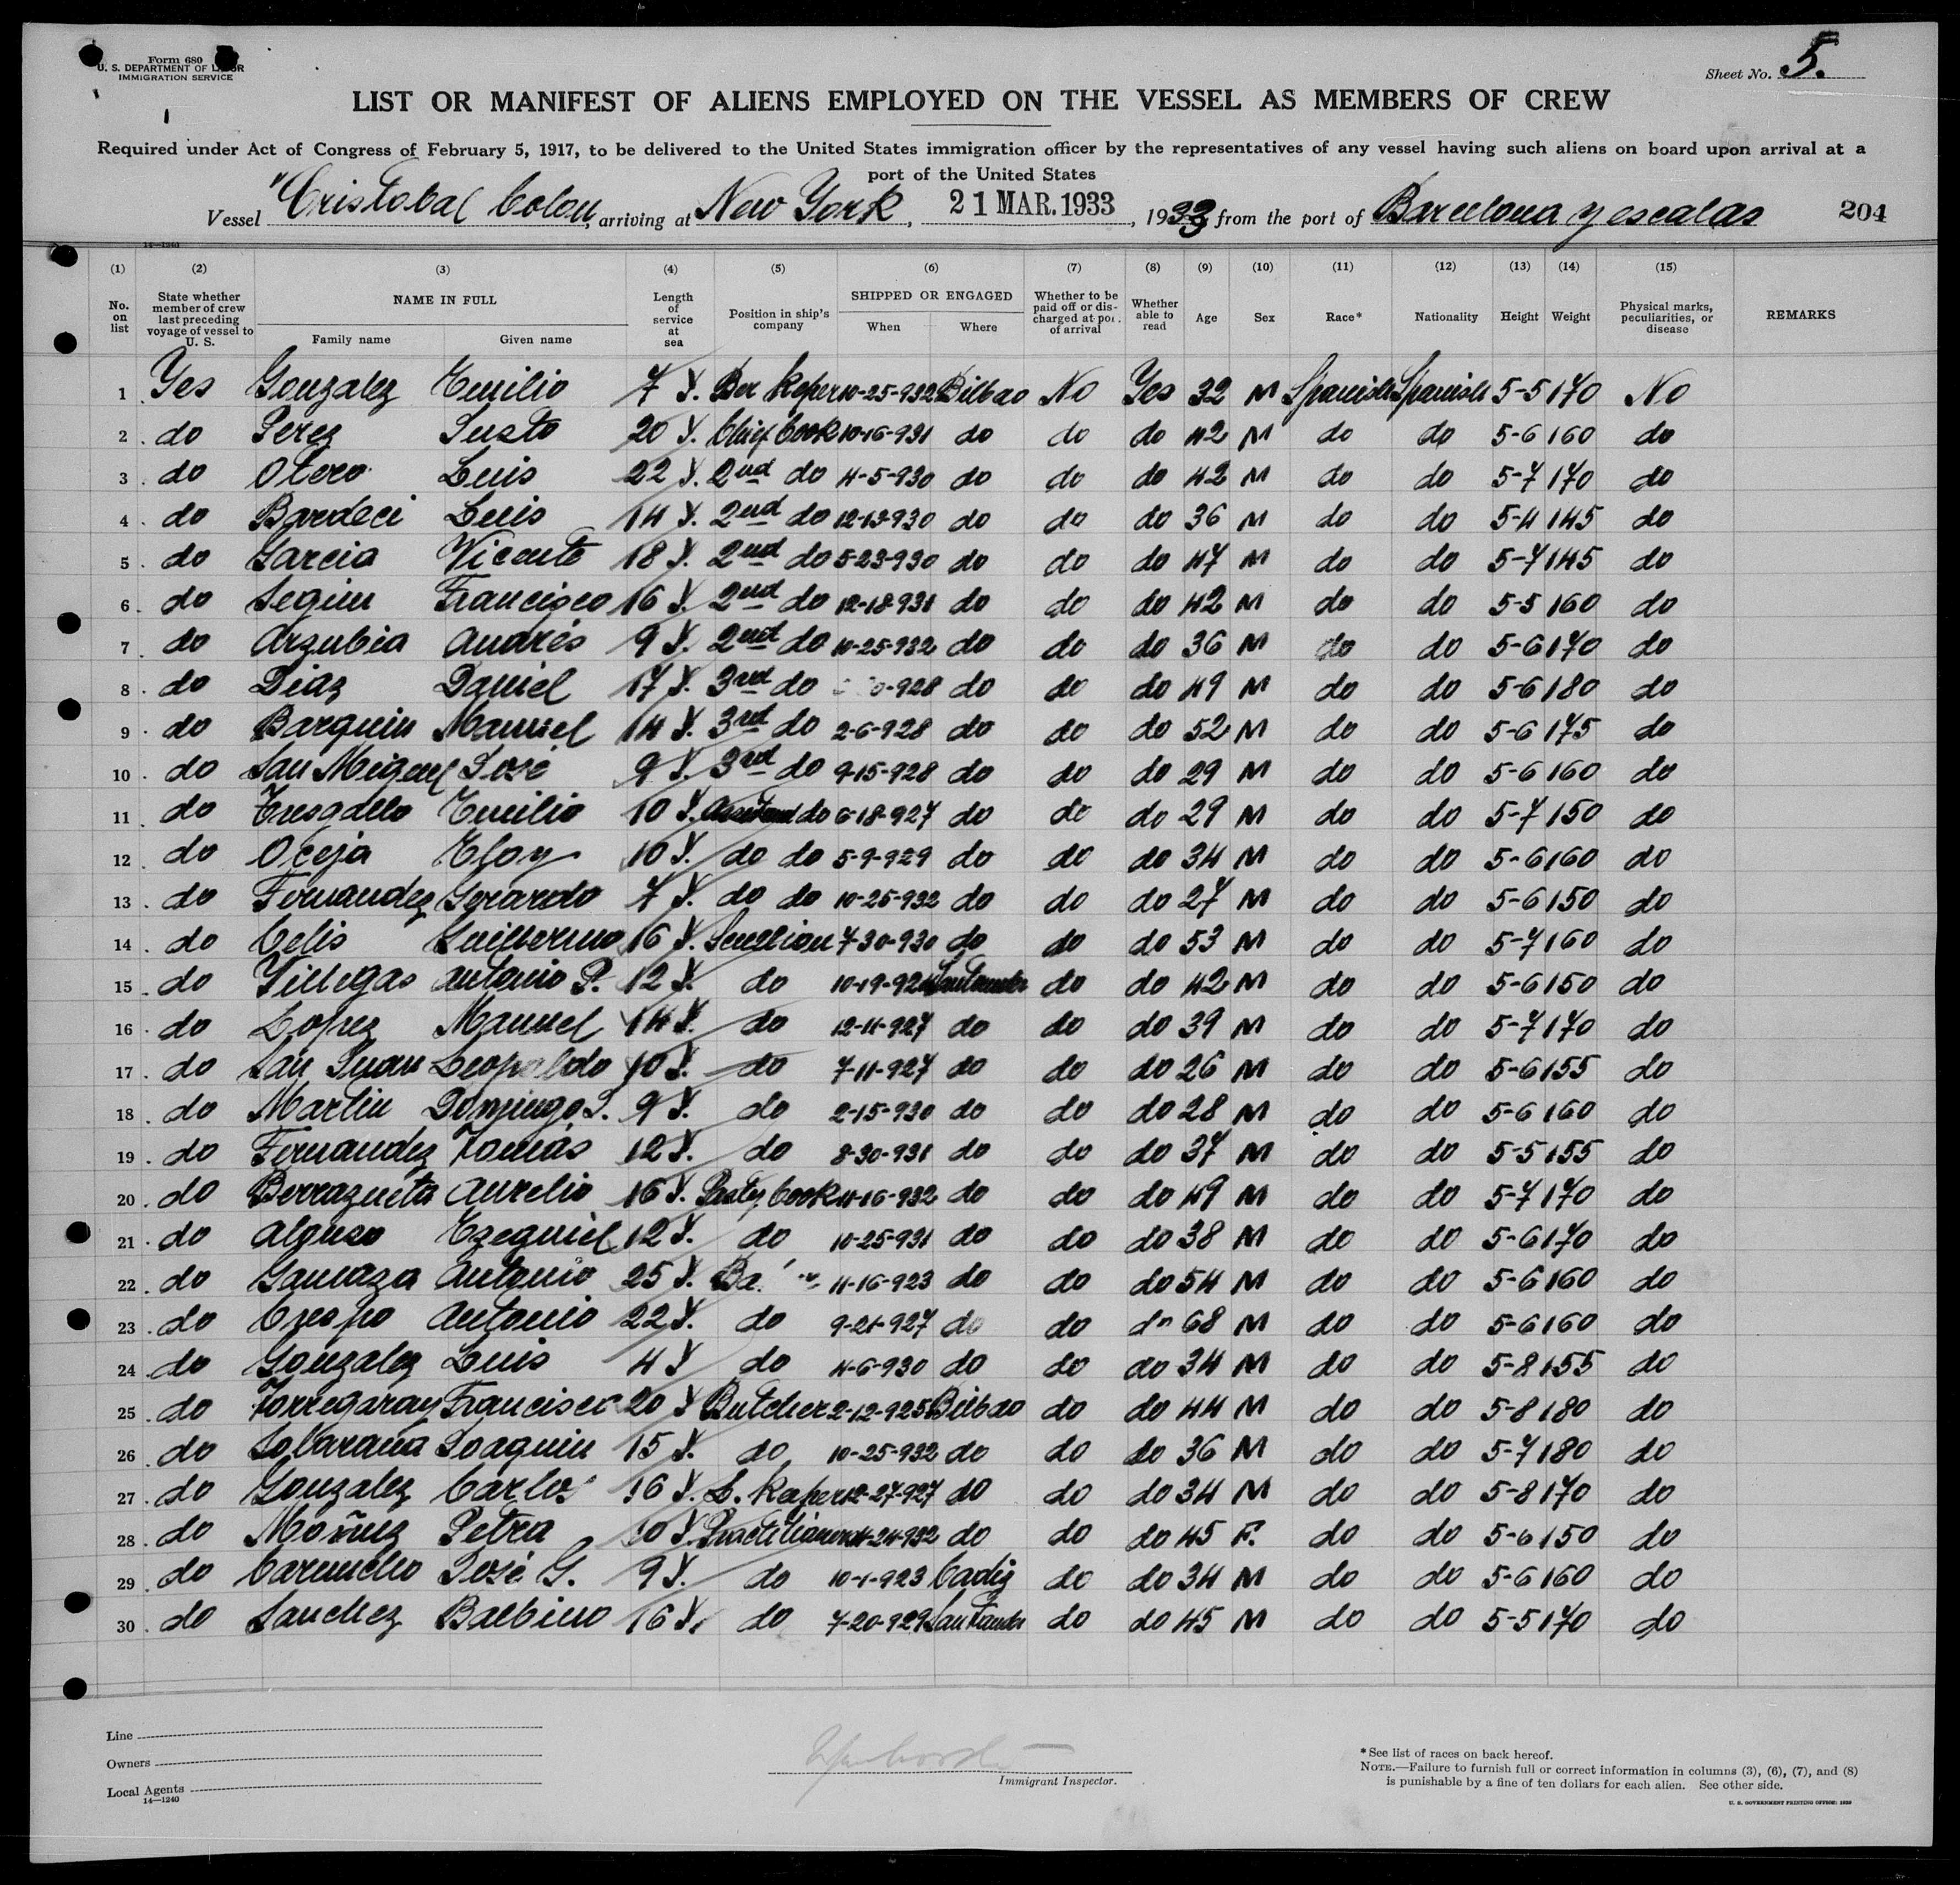 Form 680
U. S. DEPARTMENT OF LABOR
IMMIGRATION SERVICE
Sheet No. 5.
LIST OR MANIFEST OF ALIENS EMPLOYED ON THE VESSEL AS MEMBERS OF CREW
Required under Act of Congress of February 5, 1917, to be delivered to the United States immigration officer by the representatives of any vessel having such aliens on board upon arrival at a
port of the United States
Vessel "Cristobal Colon, arriving at New York, 21 MAR. 1933, 1933 from the port of Barcelona y escalas 204
14—1240
(1) (2) (3) (4) (5) (6) (7) (8) (9) (10) (11) (12) (13) (14) (15)
No. on list State whether member of crew last preceding voyage of vessel to U. S. NAME IN FULL Family name Given name Length of service at sea Position in ship's company SHIPPED OR ENGAGED When Where Whether to be paid off or discharged at port of arrival Whether able to read Age Sex Race* Nationality Height Weight Physical marks, peculiarities, or disease REMARKS
1 Yes Gonzalez Emilio 7 Y. Keper 10-25-932 Bilbao No Yes 32 M Spanish Spanish 5-5 170 No
2 do Perez Justo 20 Y. Chief Cook 10-16-931 do do do 42 M do do 5-6 160 do
3 do Otero Luis 22 Y. 2nd do 4-5-930 do do do 42 M do do 5-7 170 do
4 do Bardeci Luis 14 Y. 2nd do 12-13-930 do do do 36 M do do 5-4 145 do
5 do Garcia Vicente 18 Y. 2nd do 5-23-930 do do do 47 M do do 5-7 145 do
6 do Seguin Francisco 16 Y. 2nd do 12-18-931 do do do 42 M do do 5-5 160 do
7 do Arzubia Andrés 9 Y. 2nd do 10-25-932 do do do 36 M do do 5-6 170 do
8 do Diaz Daniel 17 Y. 3rd do 928 do do do 49 M do do 5-6 180 do
9 do Barquin Manuel 14 Y. 3rd do 2-6-928 do do do 52 M do do 5-6 175 do
10 do San Miguel José 9 Y. 3rd do 9-15-928 do do do 29 M do do 5-6 160 do
11 do Emilio 10 Y. do 6-18-927 do do do 29 M do do 5-7 150 do
12 do Oceja Eloy 10 Y. do do 5-9-929 do do do 34 M do do 5-6 160 do
13 do Fernandez Gerardo 7 Y. do do 10-25-932 do do do 27 M do do 5-6 150 do
14 do Celis Guillermo 16 Y. Scullion 7-30-930 do do do 53 M do do 5-7 160 do
15 do Villegas Antonio P. 12 Y. do Santander do do 42 M do do 5-6 150 do
16 do Lopez Manuel 14 Y. do 12-11-927 do do do 39 M do do 5-7 170 do
17 do San Juan Leopoldo 10 Y. do 7-11-927 do do do 26 M do do 5-6 155 do
18 do Martin Domingo S. 9 Y. do 2-15-930 do do do 28 M do do 5-6 160 do
19 do Fernandez Tomás 12 Y. do 8-30-931 do do do 37 M do do 5-5 155 do
20 do Berrazueta Aurelio 16 Y. Pasty Cook 4-16-932 do do do 49 M do do 5-7 170 do
21 do Alonso Ezequiel 12 Y. do 10-25-931 do do do 38 M do do 5-6 170 do
22 do Gamaza Antonio 25 Y. 11-16-923 do do do 54 M do do 5-6 160 do
23 do Crespo Antonio 22 Y. do 9-21-927 do do do 68 M do do 5-6 160 do
24 do Gonzalez Luis 4 Y do 4-6-930 do do do 34 M do do 5-8 155 do
25 do Torregaray Francisco 20 Y Butcher 2-12-925 Bilbao do do 44 M do do 5-8 180 do
26 do Joaquin 15 Y. do 10-25-932 do do do 36 M do do 5-7 180 do
27 do Gonzalez Carlos 16 Y. L. Keeper 12-27-927 do do do 34 M do do 5-8 170 do
28 do Moñuz Petra 10 Y. do do do 45 F. do do 5-6 150 do
29 do José G. 9 Y. do 10-1-923 Cadiz do do 34 M do do 5-6 160 do
30 do Sanchez Balbino 16 Y. do 7-20-929 Santander do do 45 M do do 5-5 170 do
Line
Owners
Local Agents
14—1240
Immigrant Inspector.
*See list of races on back hereof.
NOTE.—Failure to furnish full or correct information in columns (3), (6), (7), and (8)
is punishable by a fine of ten dollars for each alien. See other side.
U. S. GOVERNMENT PRINTING OFFICE: